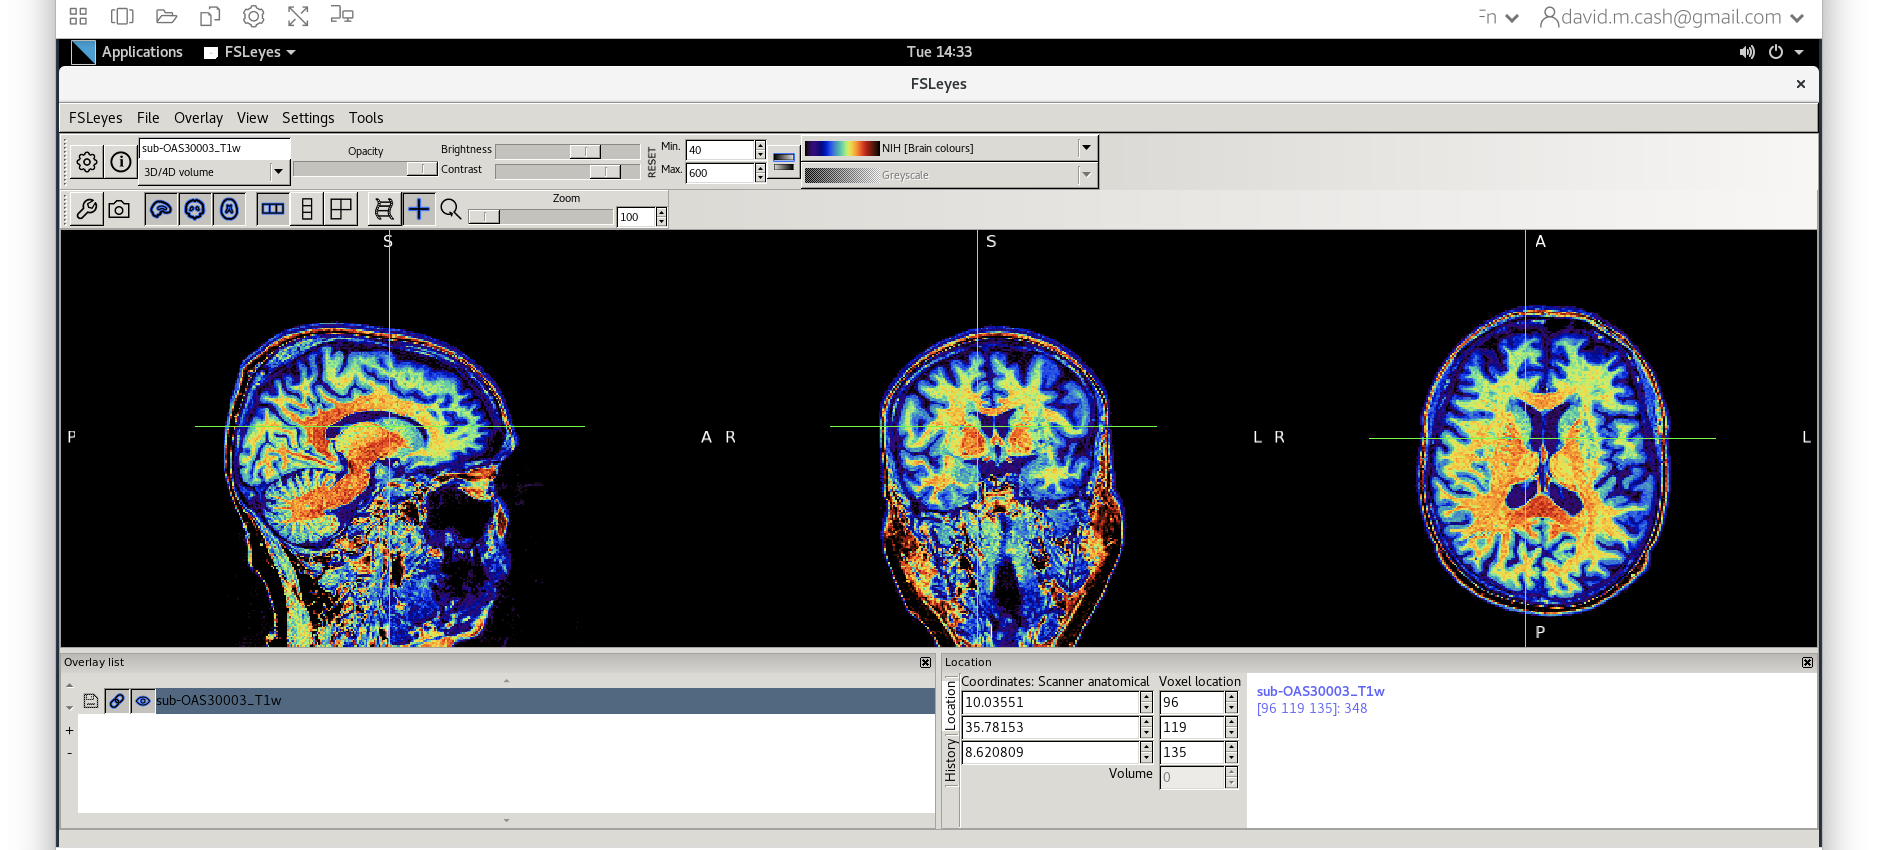 n
david.m.cash@gmail.com
Applications
FSLeyes
Tue 14:33
FSLeyes
FSLeyes File Overlay View Settings Tools
sub-OAS30003_T1w
3D/4D volume
Opacity
Brightness
Contrast
RESET
Min.
40
Max.
600
NIH [Brain colours]
Greyscale
Zoom
100
S
P
A
S
R
L
A
R
L
P
Overlay list
sub-OAS30003_T1w
+
-
Location
Location
History
Coordinates: Scanner anatomical Voxel location
10.03551 96
35.78153 119
8.620809 135
Volume 0
sub-OAS30003_T1w
[96 119 135]: 348